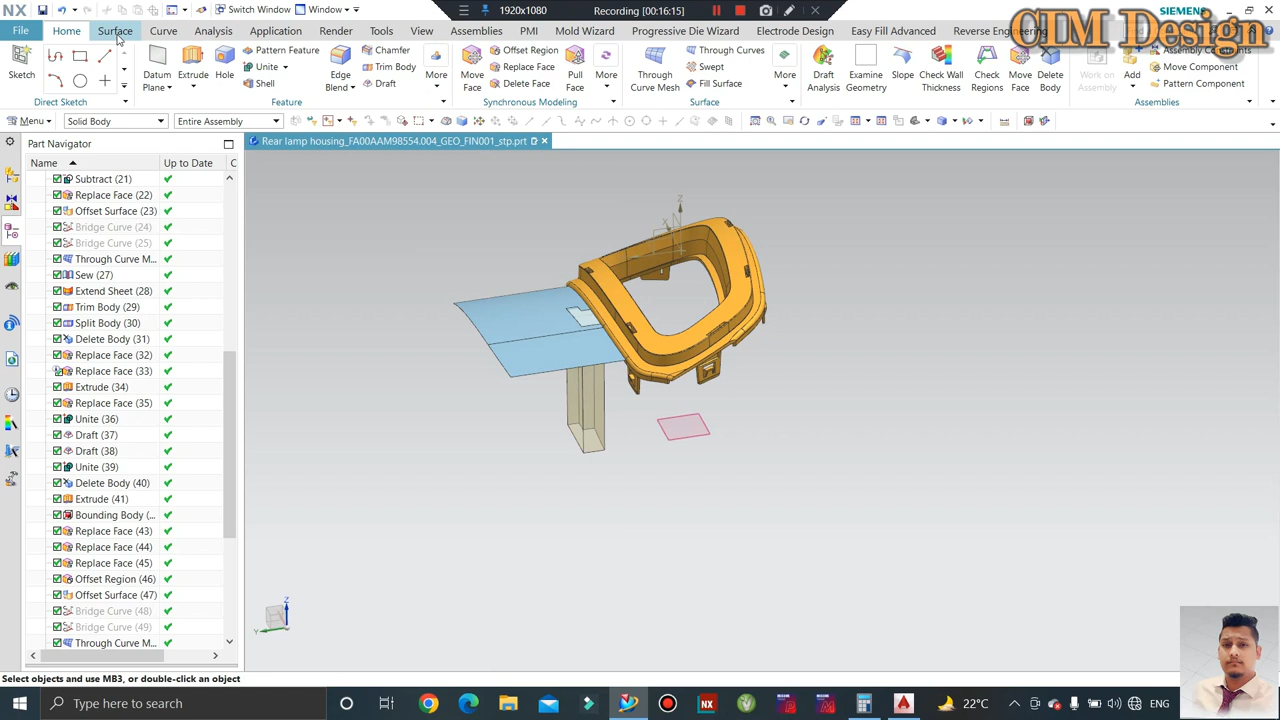 NX Switch Window Window 1920x1080 Recording [00:16:15] SIEMENS
CIM Design
File Home Surface Curve Analysis Assemblies Application Render Tools View PMI Mold Wizard Progressive Die Wizard Electrode Design Easy Fill Advanced Reverse Engineering
Sketch
Direct Sketch
Datum Plane Extrude Hole
Pattern Feature
Unite
Shell
Edge Blend
Chamfer
Trim Body
Draft
More
Feature
Move Face
Offset Region
Replace Face
Delete Face
Pull Face
More
Synchronous Modeling
Through Curve Mesh
Through Curves
Swept
Fill Surface
More
Surface
Draft Analysis
Examine Geometry
Slope
Check Wall Thickness
Check Regions
Move Face
Delete Body
Work on Assembly
Add
Assembly Constraints
Move Component
Pattern Component
Assemblies
Menu Solid Body Entire Assembly
Part Navigator
Rear lamp housing_FA00AAM98554.004_GEO_FIN001_stp.prt
Name Up to Date C
Subtract (21)
Replace Face (22)
Offset Surface (23)
Bridge Curve (24)
Bridge Curve (25)
Through Curve M...
Sew (27)
Extend Sheet (28)
Trim Body (29)
Split Body (30)
Delete Body (31)
Replace Face (32)
Replace Face (33)
Extrude (34)
Replace Face (35)
Unite (36)
Draft (37)
Draft (38)
Unite (39)
Delete Body (40)
Extrude (41)
Bounding Body (...
Replace Face (43)
Replace Face (44)
Replace Face (45)
Offset Region (46)
Offset Surface (47)
Bridge Curve (48)
Bridge Curve (49)
Through Curve M...
Z
X
Z
Y
Select objects and use MB3, or double-click an object
Type here to search
22°C ENG